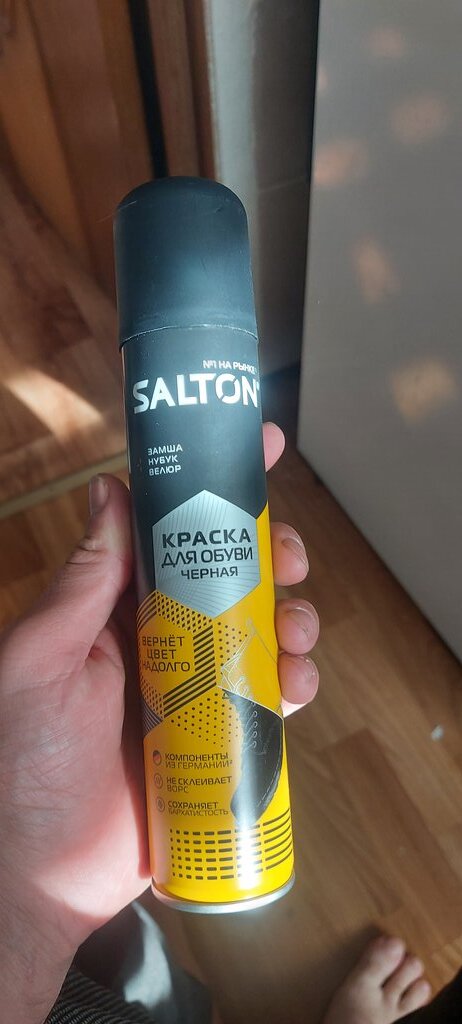 №1 НА РЫНКЕ
SALTON
ЗАМША
НУБУК
ВЕЛЮР
КРАСКА
ДЛЯ ОБУВИ
ЧЕРНАЯ
ВЕРНЁТ
ЦВЕТ
НАДОЛГО
КОМПОНЕНТЫ
ИЗ ГЕРМАНИИ²
НЕ СКЛЕИВАЕТ
ВОРС
СОХРАНЯЕТ
БАРХАТИСТОСТЬ